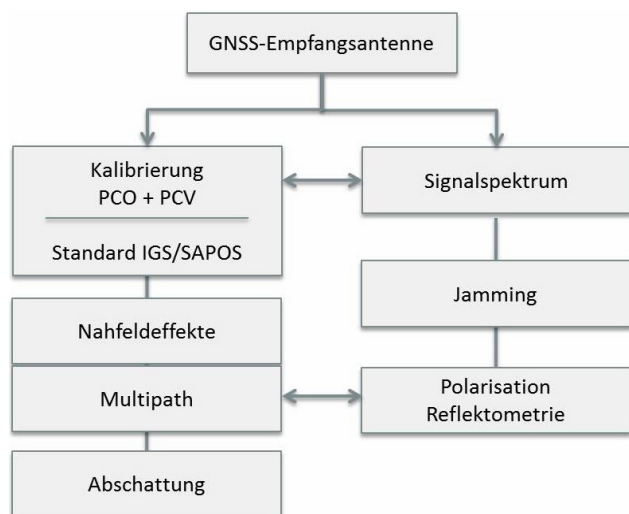 GNSS-Empfangsantenne
Kalibrierung
PCO + PCV
Standard IGS/SAPOS
Nahfeldeffekte
Multipath
Abschattung
Signalspektrum
Jamming
Polarisation
Reflektometrie